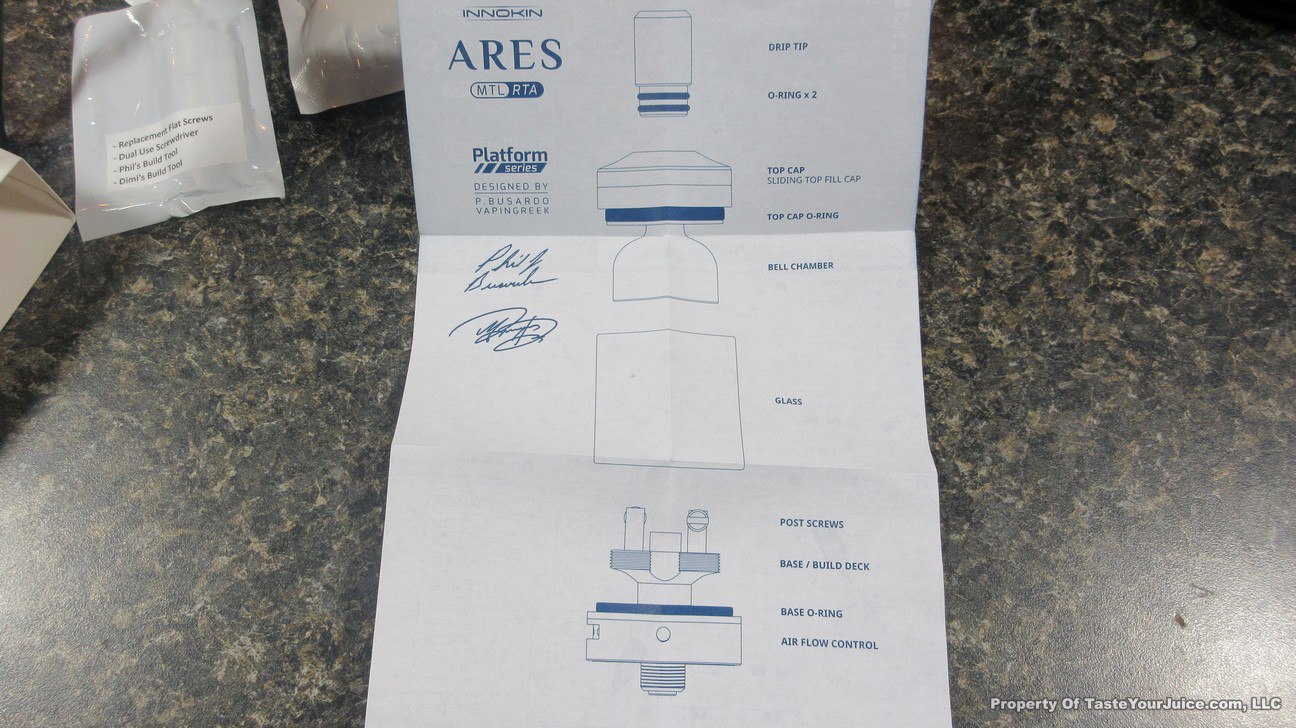 - Replacement Flat Screws
- Dual Use Screwdriver
- Phil's Build Tool
- Dimi's Build Tool
INNOKIN
ARES
MTL RTA
Platform
series
DESIGNED BY
P.BUSARDO
VAPINGREEK
Phil
Busardo
DRIP TIP
O-RING x 2
TOP CAP
SLIDING TOP FILL CAP
TOP CAP O-RING
BELL CHAMBER
GLASS
POST SCREWS
BASE / BUILD DECK
BASE O-RING
AIR FLOW CONTROL
Property Of TasteYourJuice.com, LLC